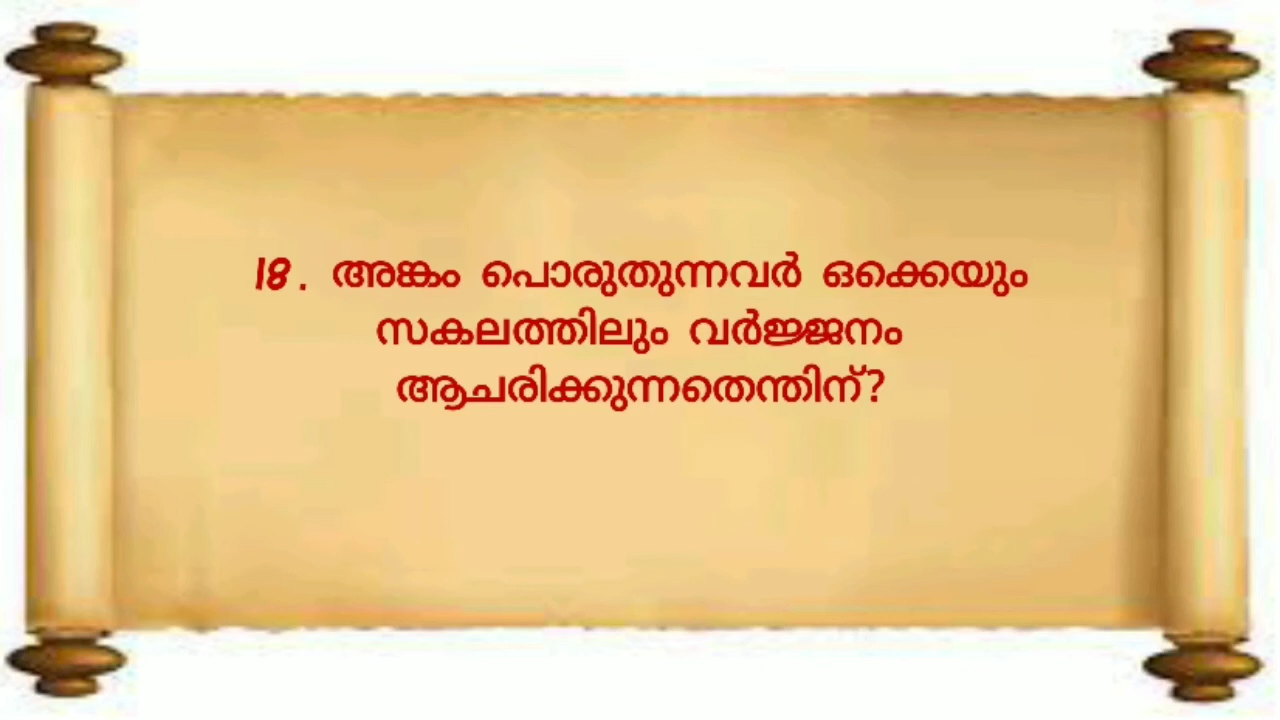 18. അങ്കം പൊരുതുന്നവർ ഒക്കെയും
സകലത്തിലും വർജ്ജനം
ആചരിക്കുന്നതെന്തിന്?